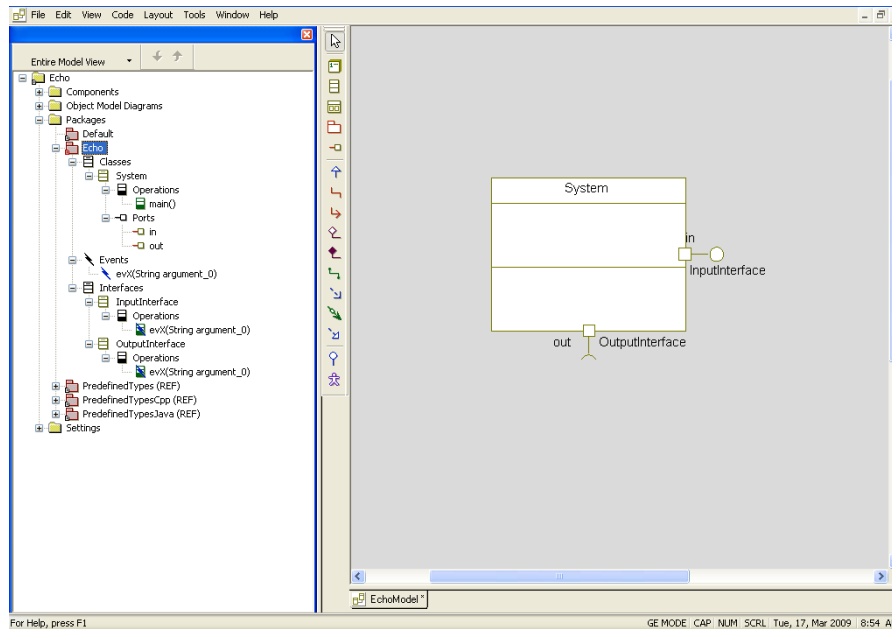 File Edit View Code Layout Tools Window Help
Entire Model View
Echo
Components
Object Model Diagrams
Packages
Default
Echo
Classes
System
Operations
main()
Ports
in
out
Events
evX(String argument_0)
Interfaces
InputInterface
Operations
evX(String argument_0)
OutputInterface
Operations
evX(String argument_0)
PredefinedTypes (REF)
PredefinedTypesCpp (REF)
PredefinedTypesJava (REF)
Settings
System
in
InputInterface
out OutputInterface
EchoModel *
For Help, press F1
GE MODE CAP NUM SCRL Tue, 17, Mar 2009 8:54 A